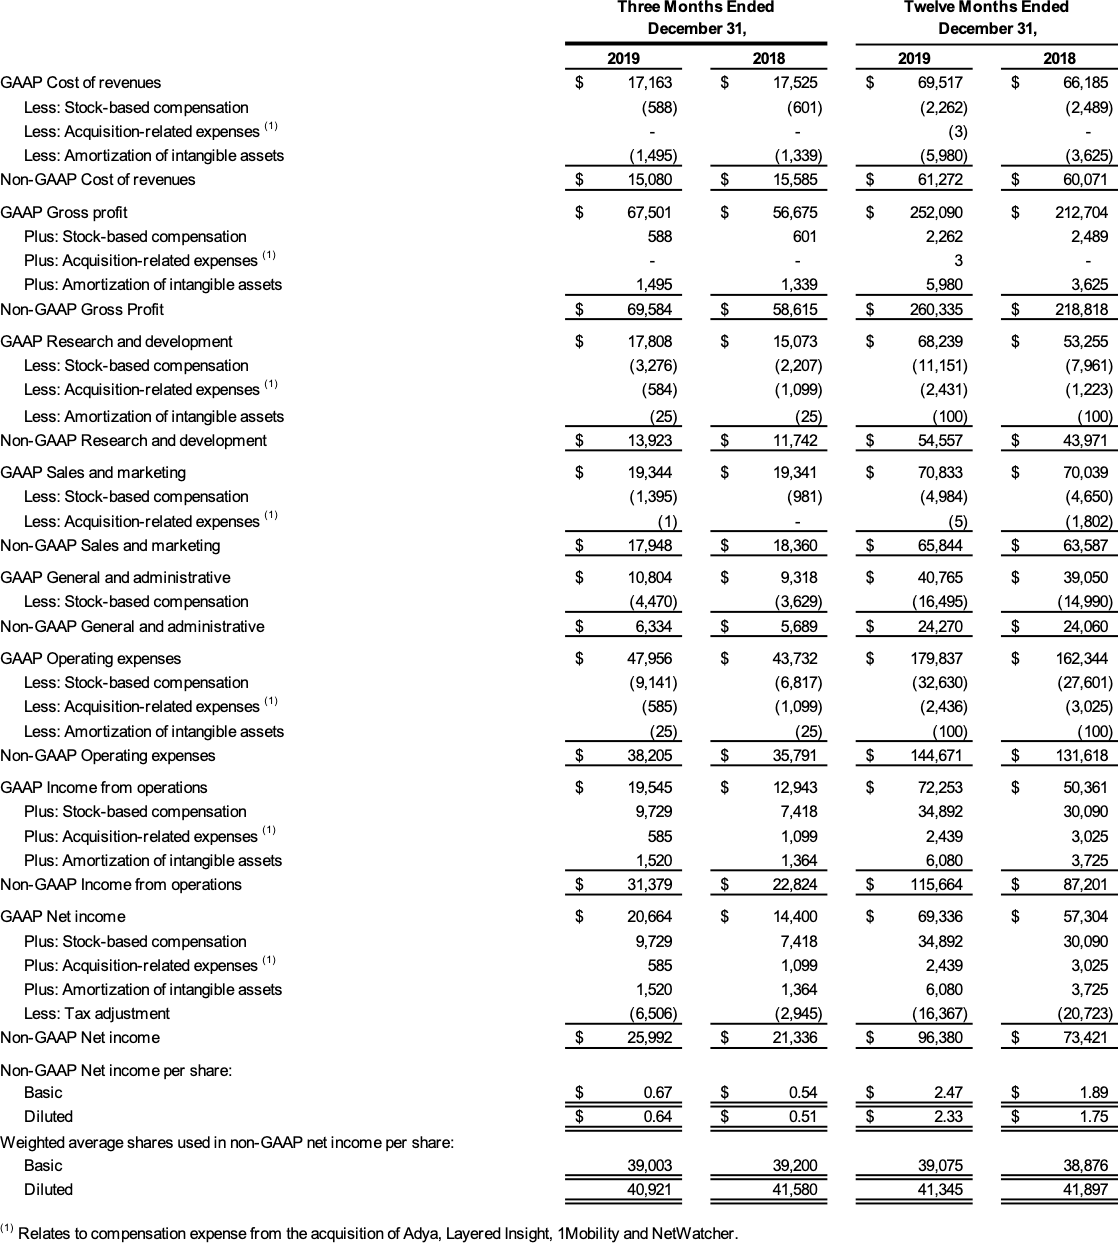 Three Months Ended Twelve Months Ended
December 31, December 31,
2019 2018 2019 2018
GAAP Cost of revenues $ 17,163 $ 17,525 $ 69,517 $ 66,185
Less: Stock-based compensation (588) (601) (2,262) (2,489)
Less: Acquisition-related expenses (1) - - (3) -
Less: Amortization of intangible assets (1,495) (1,339) (5,980) (3,625)
Non-GAAP Cost of revenues $ 15,080 $ 15,585 $ 61,272 $ 60,071
GAAP Gross profit $ 67,501 $ 56,675 $ 252,090 $ 212,704
Plus: Stock-based compensation 588 601 2,262 2,489
Plus: Acquisition-related expenses (1) - - 3 -
Plus: Amortization of intangible assets 1,495 1,339 5,980 3,625
Non-GAAP Gross Profit $ 69,584 $ 58,615 $ 260,335 $ 218,818
GAAP Research and development $ 17,808 $ 15,073 $ 68,239 $ 53,255
Less: Stock-based compensation (3,276) (2,207) (11,151) (7,961)
Less: Acquisition-related expenses (1) (584) (1,099) (2,431) (1,223)
Less: Amortization of intangible assets (25) (25) (100) (100)
Non-GAAP Research and development $ 13,923 $ 11,742 $ 54,557 $ 43,971
GAAP Sales and marketing $ 19,344 $ 19,341 $ 70,833 $ 70,039
Less: Stock-based compensation (1,395) (981) (4,984) (4,650)
Less: Acquisition-related expenses (1) (1) - (5) (1,802)
Non-GAAP Sales and marketing $ 17,948 $ 18,360 $ 65,844 $ 63,587
GAAP General and administrative $ 10,804 $ 9,318 $ 40,765 $ 39,050
Less: Stock-based compensation (4,470) (3,629) (16,495) (14,990)
Non-GAAP General and administrative $ 6,334 $ 5,689 $ 24,270 $ 24,060
GAAP Operating expenses $ 47,956 $ 43,732 $ 179,837 $ 162,344
Less: Stock-based compensation (9,141) (6,817) (32,630) (27,601)
Less: Acquisition-related expenses (1) (585) (1,099) (2,436) (3,025)
Less: Amortization of intangible assets (25) (25) (100) (100)
Non-GAAP Operating expenses $ 38,205 $ 35,791 $ 144,671 $ 131,618
GAAP Income from operations $ 19,545 $ 12,943 $ 72,253 $ 50,361
Plus: Stock-based compensation 9,729 7,418 34,892 30,090
Plus: Acquisition-related expenses (1) 585 1,099 2,439 3,025
Plus: Amortization of intangible assets 1,520 1,364 6,080 3,725
Non-GAAP Income from operations $ 31,379 $ 22,824 $ 115,664 $ 87,201
GAAP Net income $ 20,664 $ 14,400 $ 69,336 $ 57,304
Plus: Stock-based compensation 9,729 7,418 34,892 30,090
Plus: Acquisition-related expenses (1) 585 1,099 2,439 3,025
Plus: Amortization of intangible assets 1,520 1,364 6,080 3,725
Less: Tax adjustment (6,506) (2,945) (16,367) (20,723)
Non-GAAP Net income $ 25,992 $ 21,336 $ 96,380 $ 73,421
Non-GAAP Net income per share:
Basic $ 0.67 $ 0.54 $ 2.47 $ 1.89
Diluted $ 0.64 $ 0.51 $ 2.33 $ 1.75
Weighted average shares used in non-GAAP net income per share:
Basic 39,003 39,200 39,075 38,876
Diluted 40,921 41,580 41,345 41,897
(1) Relates to compensation expense from the acquisition of Adya, Layered Insight, 1Mobility and NetWatcher.